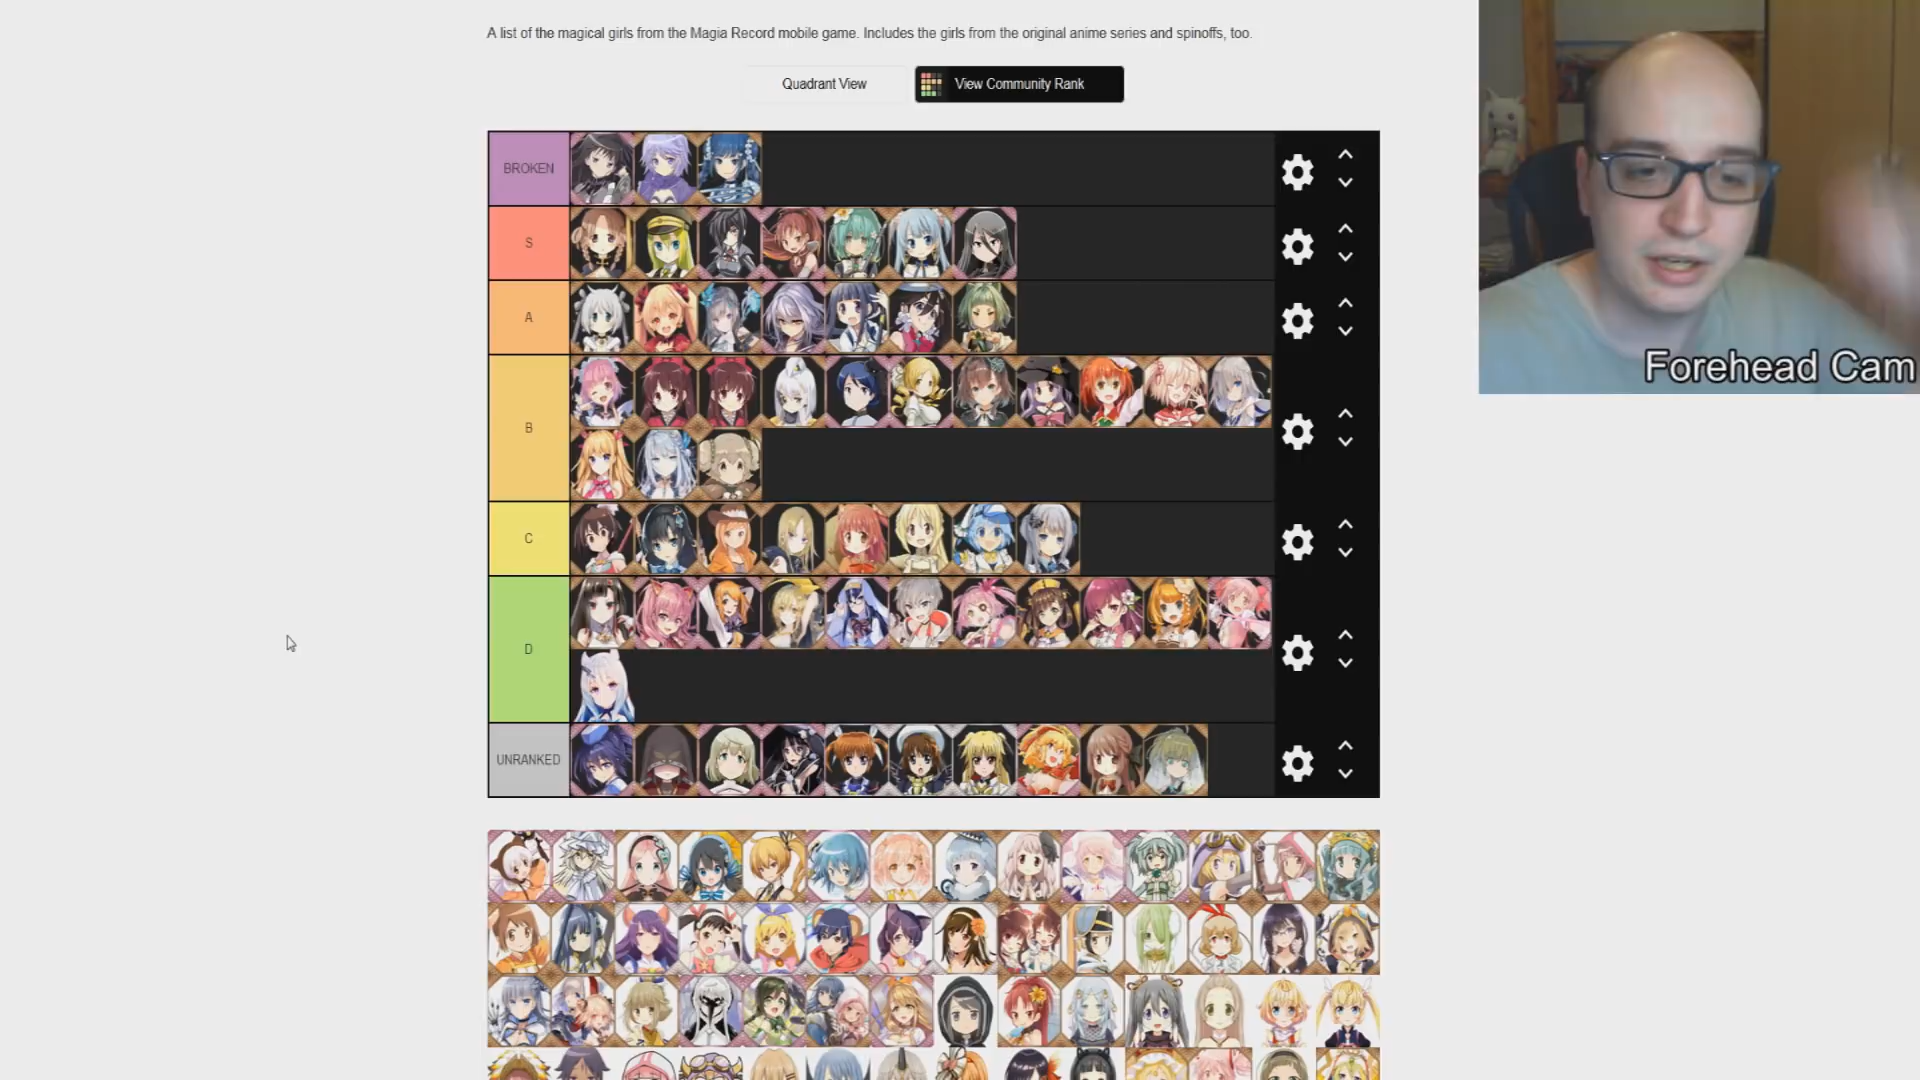 A list of the magical girls from the Magia Record mobile game. Includes the girls from the original anime series and spinoffs, too.
Quadrant View
View Community Rank
BROKEN
S
A
B
C
D
UNRANKED
Forehead Cam